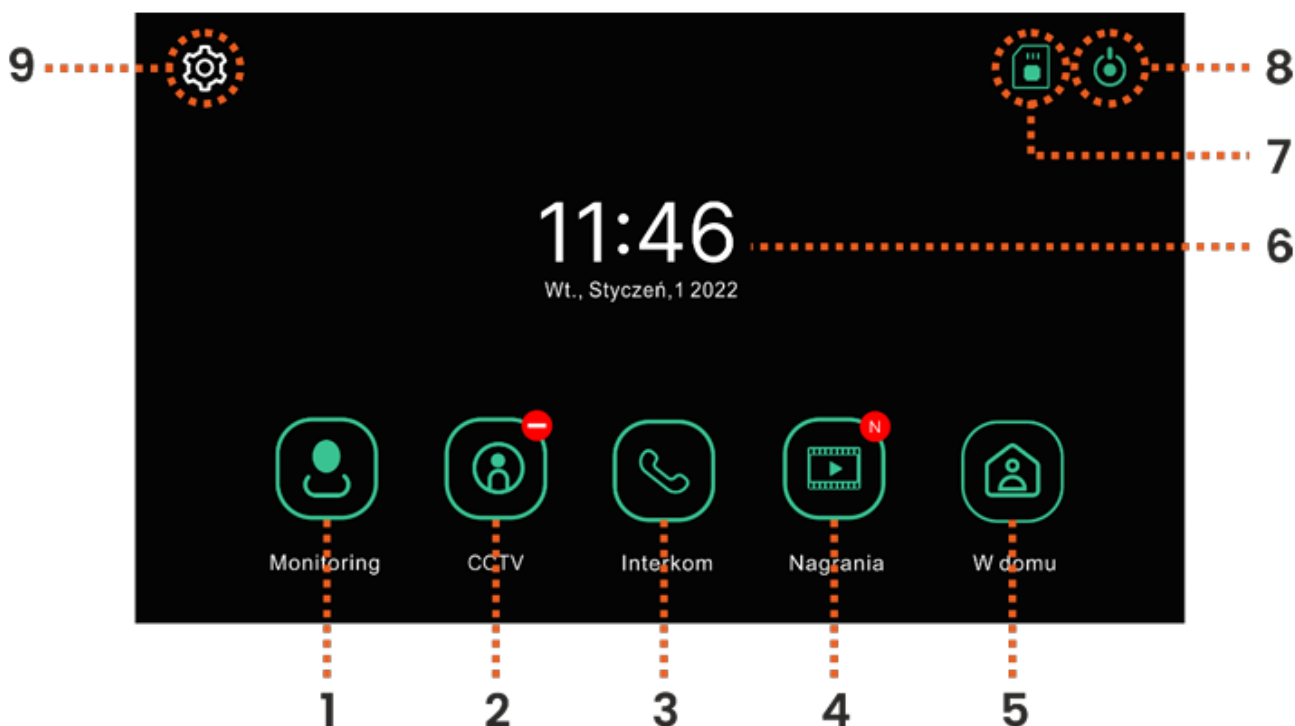 9
8
7
11:46
6
Wt., Styczeń,1 2022
N
Monitoring
CCTV
Interkom
Nagrania
W domu
1
2
3
4
5